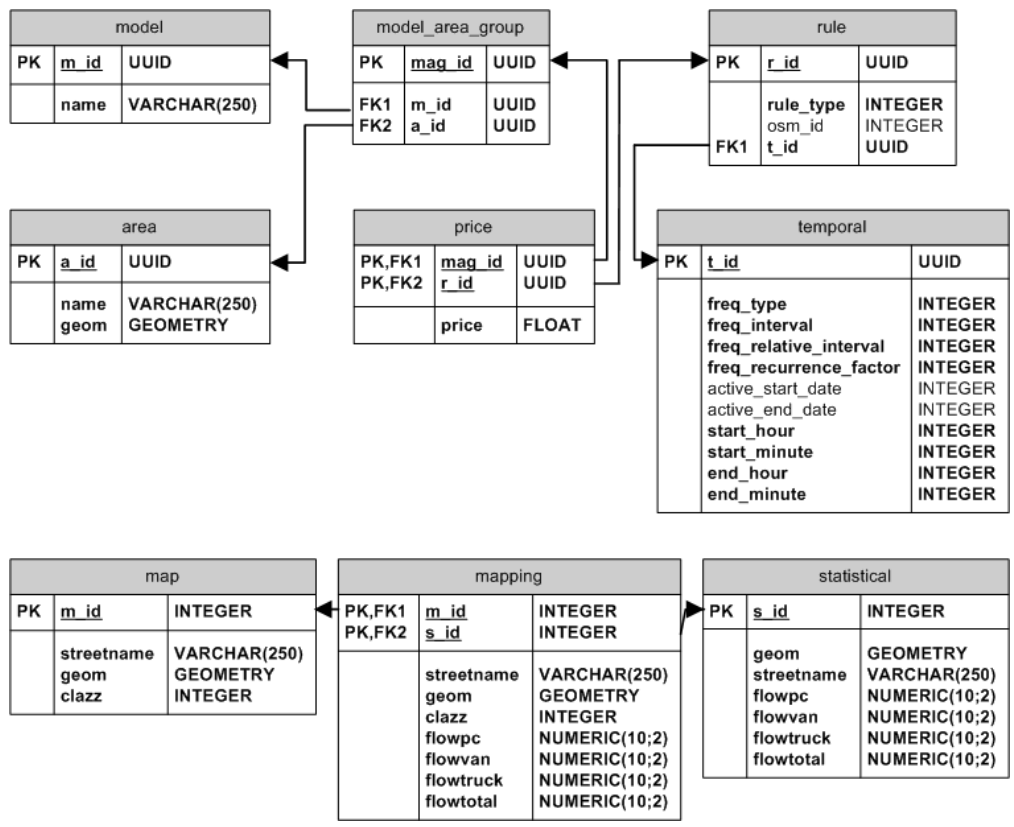 model
PK m_id UUID
name VARCHAR(250)
model_area_group
PK mag_id UUID
FK1 m_id UUID
FK2 a_id UUID
rule
PK r_id UUID
rule_type INTEGER
osm_id INTEGER
FK1 t_id UUID
area
PK a_id UUID
name VARCHAR(250)
geom GEOMETRY
price
PK,FK1 mag_id UUID
PK,FK2 r_id UUID
price FLOAT
temporal
PK t_id UUID
freq_type INTEGER
freq_interval INTEGER
freq_relative_interval INTEGER
freq_recurrence_factor INTEGER
active_start_date INTEGER
active_end_date INTEGER
start_hour INTEGER
start_minute INTEGER
end_hour INTEGER
end_minute INTEGER
map
PK m_id INTEGER
streetname VARCHAR(250)
geom GEOMETRY
clazz INTEGER
mapping
PK,FK1 m_id INTEGER
PK,FK2 s_id INTEGER
streetname VARCHAR(250)
geom GEOMETRY
clazz INTEGER
flowpc NUMERIC(10;2)
flowvan NUMERIC(10;2)
flowtruck NUMERIC(10;2)
flowtotal NUMERIC(10;2)
statistical
PK s_id INTEGER
geom GEOMETRY
streetname VARCHAR(250)
flowpc NUMERIC(10;2)
flowvan NUMERIC(10;2)
flowtruck NUMERIC(10;2)
flowtotal NUMERIC(10;2)